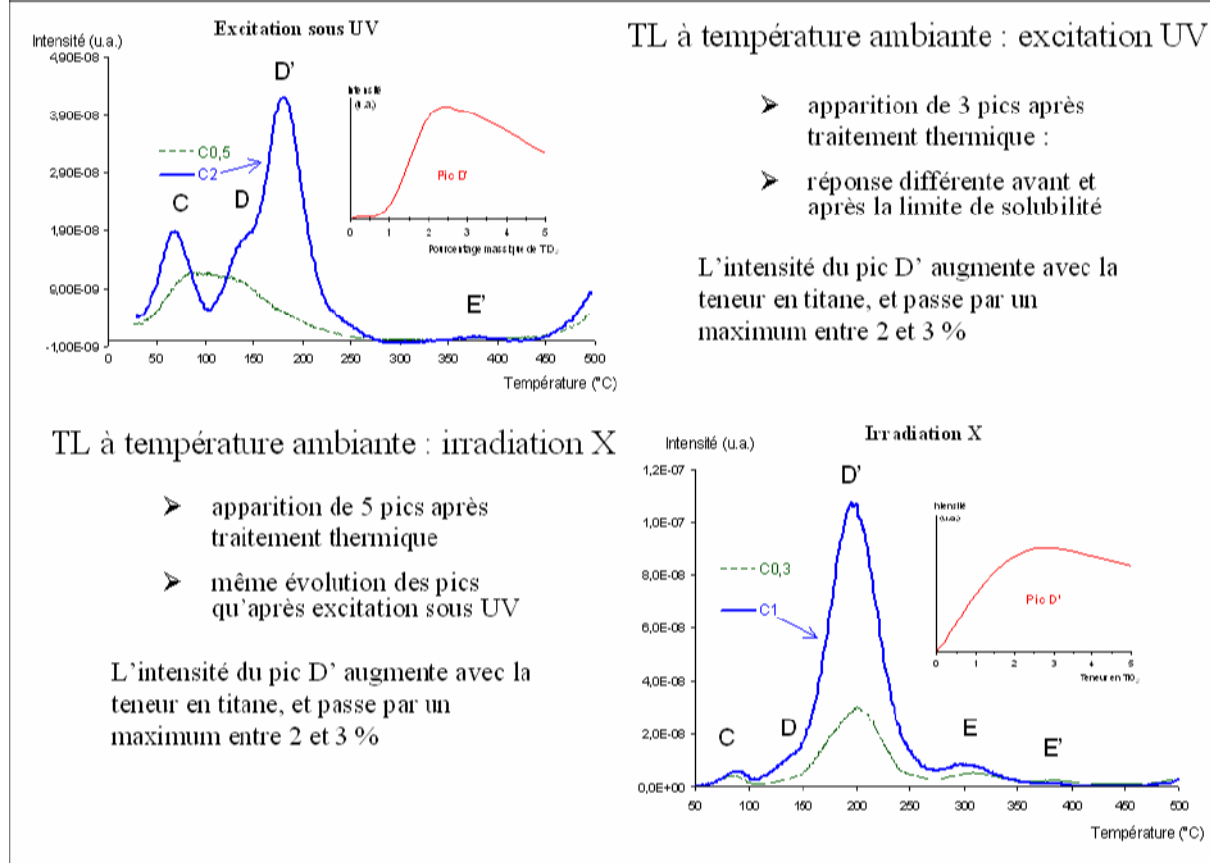 Excitation sous UV
Intensité (u.a.)
4,90E-08
3,90E-08
2,90E-08
1,90E-08
9,00E-09
-1,00E-09
0 50 100 150 200 250 300 350 400 450 500
Température (°C)
C0,5
C2
C
D
D'
E'
(u.a.)
Pic D'
0 1 2 3 4 5
Pourcentage massique de
TL à température ambiante : excitation UV
➢ apparition de 3 pics après
traitement thermique :
➢ réponse différente avant et
après la limite de solubilité
L'intensité du pic D' augmente avec la
teneur en titane, et passe par un
maximum entre 2 et 3 %
TL à température ambiante : irradiation X
➢ apparition de 5 pics après
traitement thermique
➢ même évolution des pics
qu'après excitation sous UV
L'intensité du pic D' augmente avec la
teneur en titane, et passe par un
maximum entre 2 et 3 %
Irradiation X
Intensité (u.a.)
1,2E-07
1,0E-07
8,0E-08
6,0E-08
4,0E-08
2,0E-08
0,0E+00
50 100 150 200 250 300 350 400 450 500
Température (°C)
C0,3
C1
C
D
D'
E
E'
Intensité
(u.a.)
Pic D'
0 1 2 3 4 5
Teneur en TiO₂